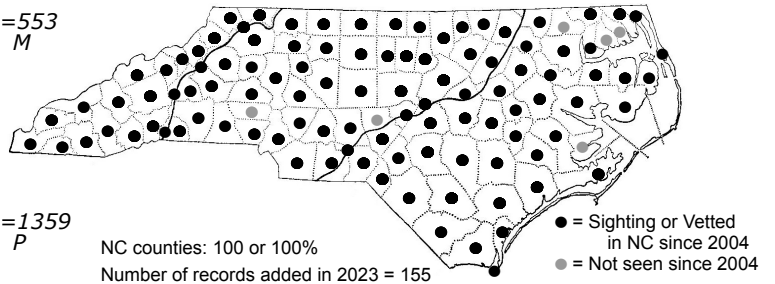 =553
M
=1359
P
NC counties: 100 or 100%
Number of records added in 2023 = 155
= Sighting or Vetted
in NC since 2004
= Not seen since 2004